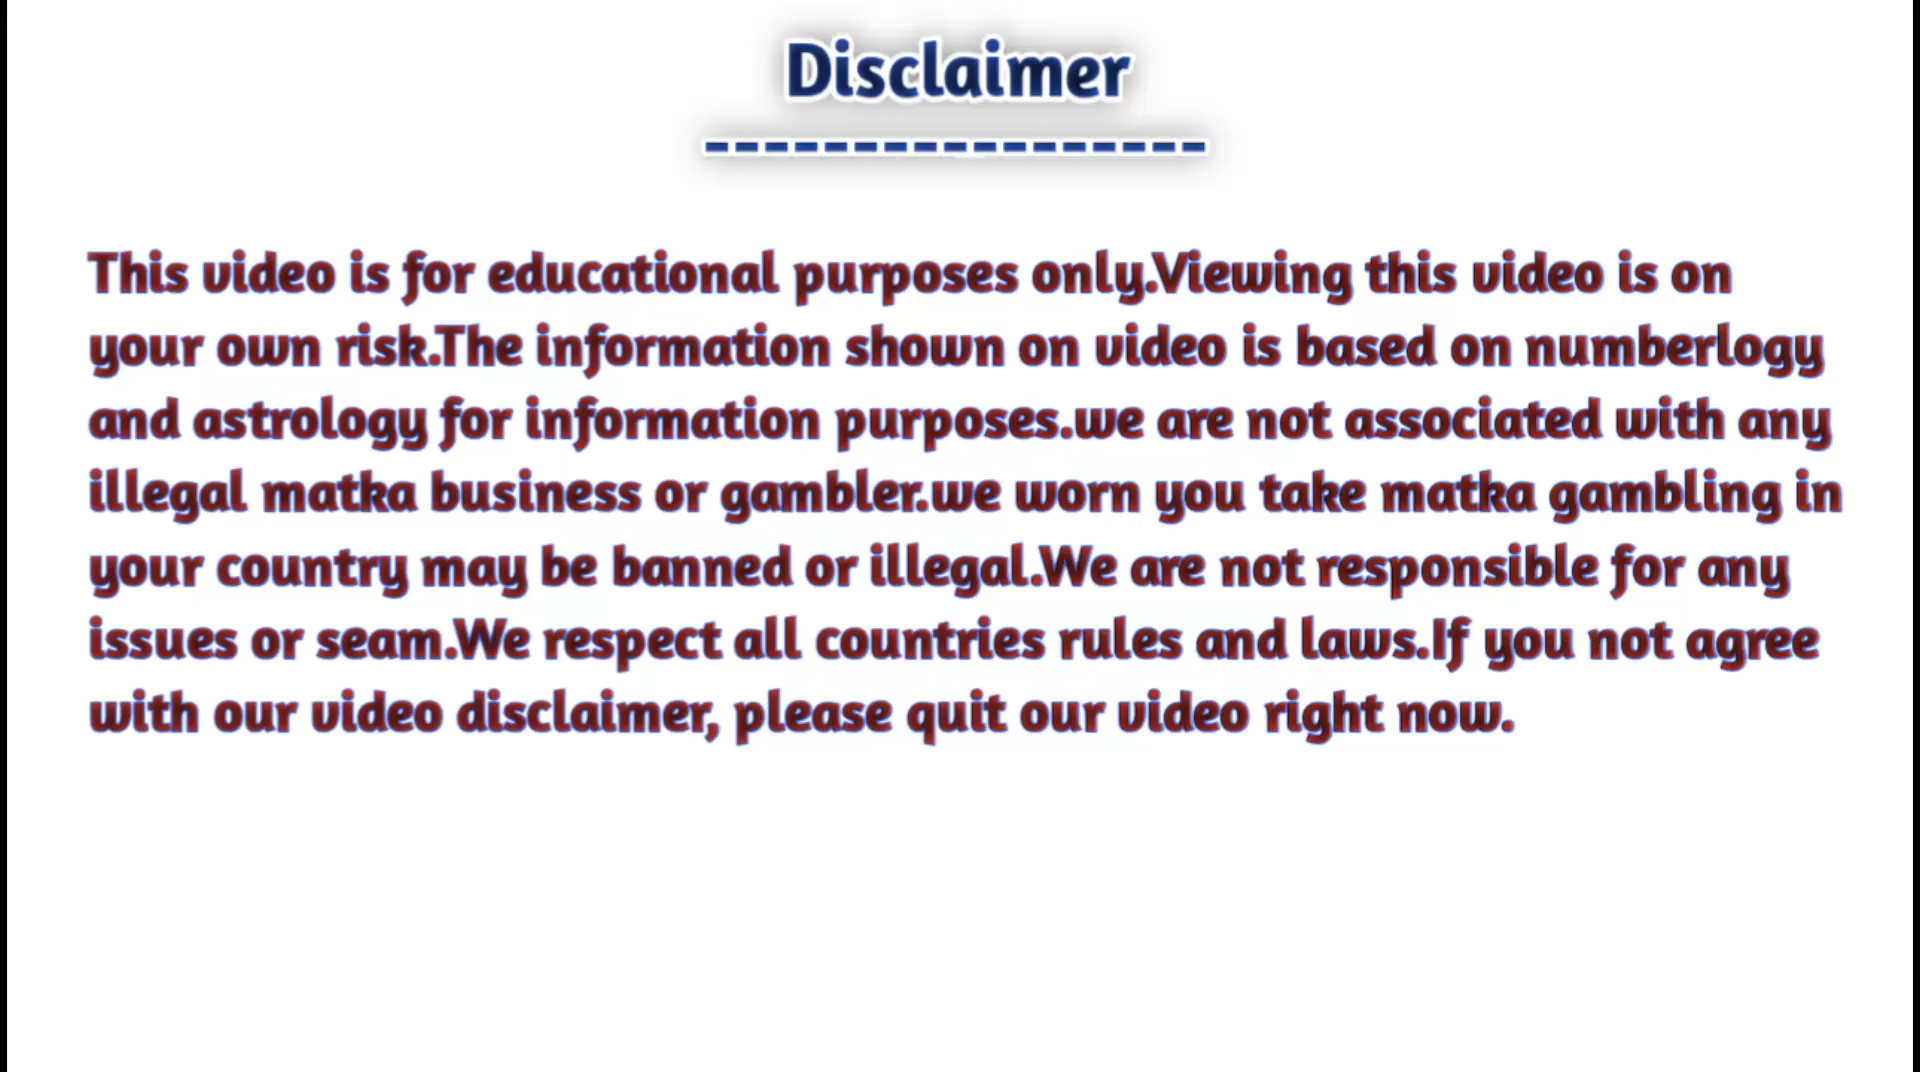 Disclaimer
-----------------
This video is for educational purposes only.Viewing this video is on
your own risk.The information shown on video is based on numberlogy
and astrology for information purposes.we are not associated with any
illegal matka business or gambler.we worn you take matka gambling in
your country may be banned or illegal.We are not responsible for any
issues or seam.We respect all countries rules and laws.If you not agree
with our video disclaimer, please quit our video right now.